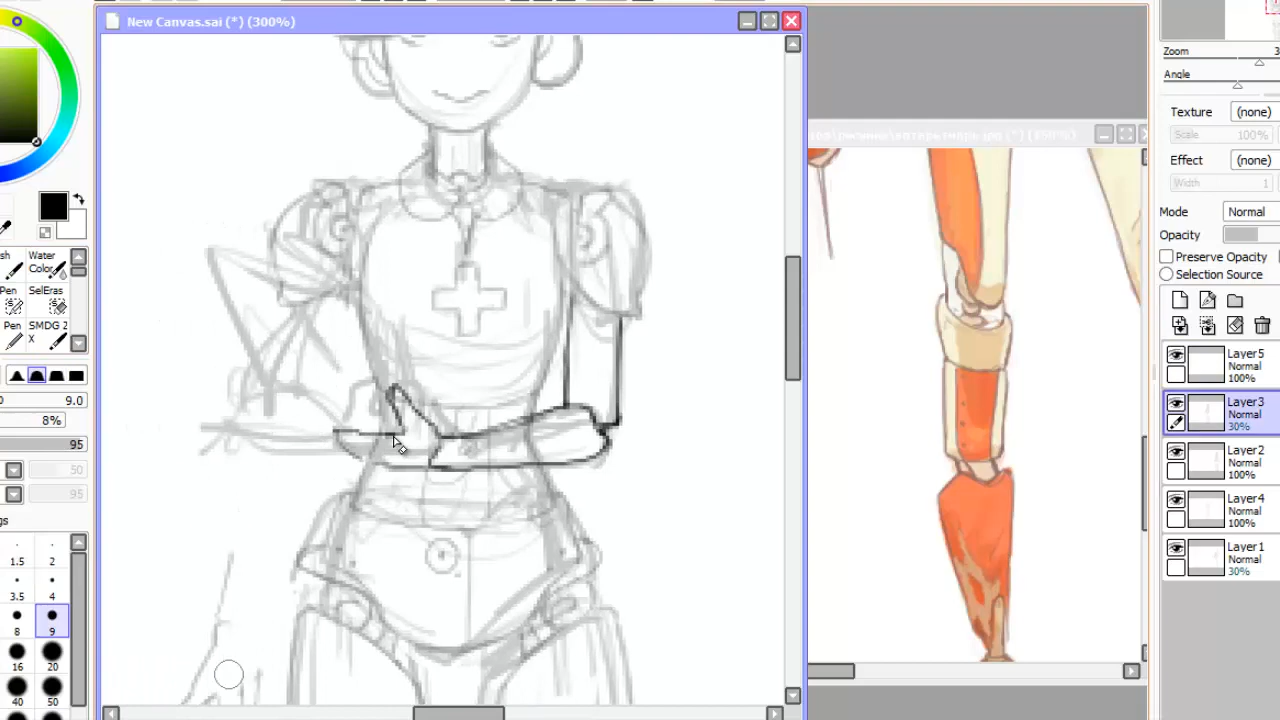 New Canvas.sai (*) (300%)
Zoom
Angle
Texture (none)
Scale 100%
Effect (none)
Width 1
Mode Normal
Opacity
Preserve Opacity
Selection Source
Water
Color
Pen SelEras
Pen SMDG 2
X
9.0
8%
95
50
95
1.5 2
3.5 4
8 9
16 20
40 50
Layer5
Normal
100%
Layer3
Normal
30%
Layer2
Normal
100%
Layer4
Normal
100%
Layer1
Normal
30%